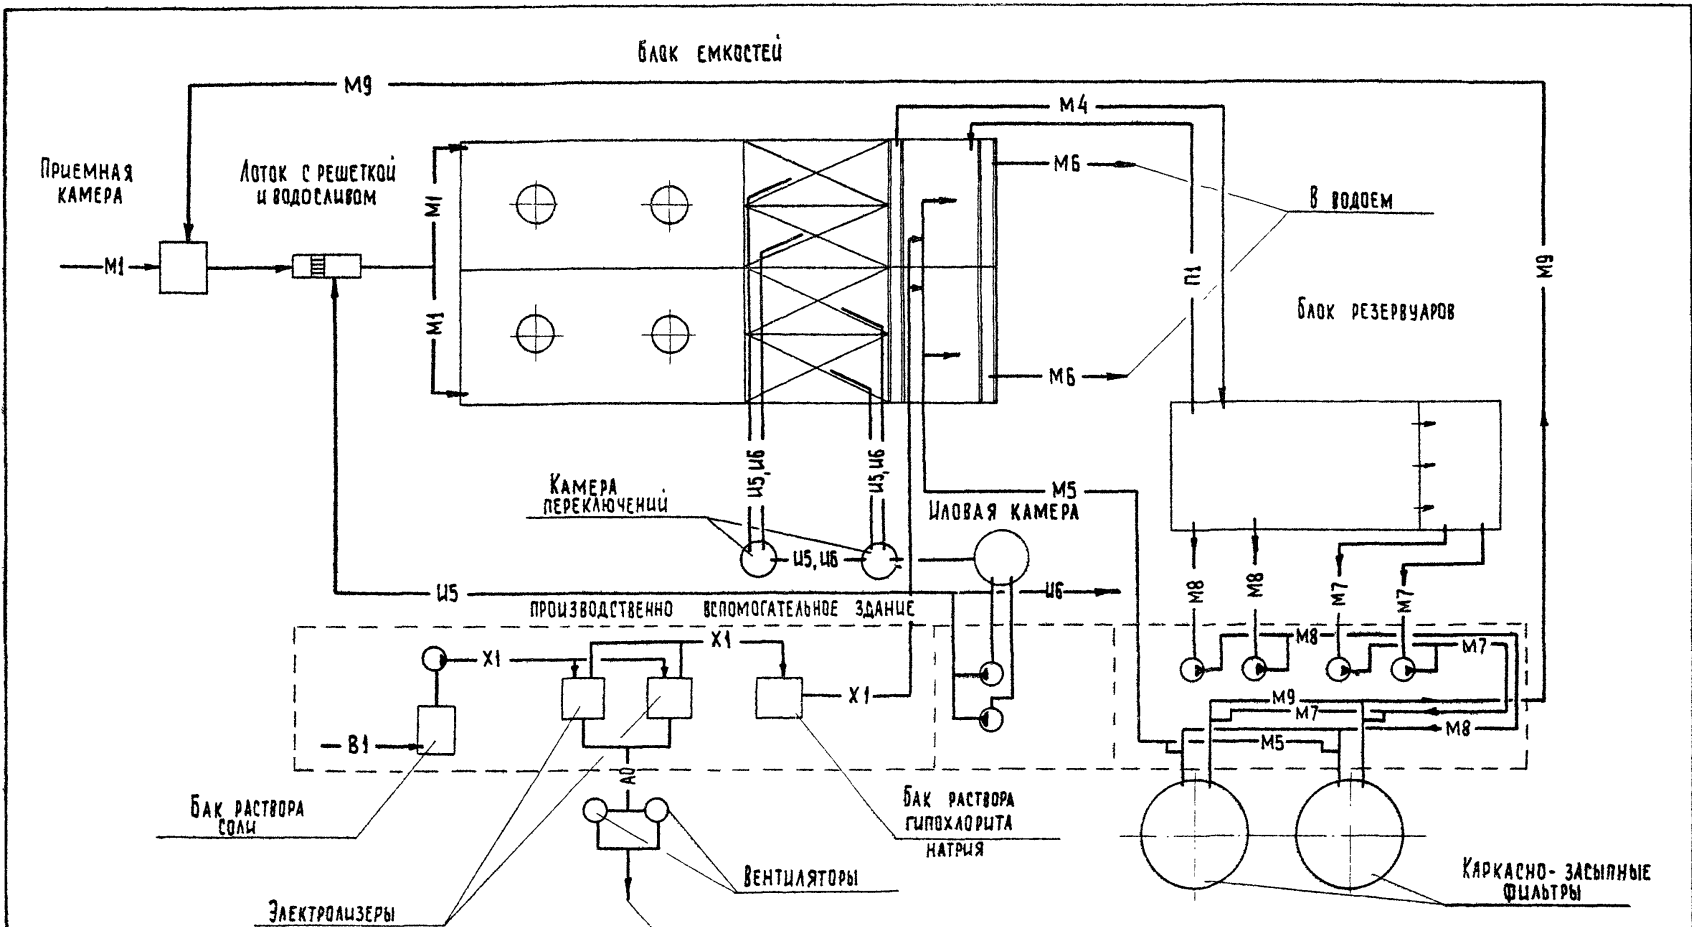 Блок емкостей
М9
М4
М6
Приемная
камера
Лоток с решеткой
и водосливом
М1
В водоем
М1
П1
М9
М1
Блок резервуаров
М6
И5, И6
И5, И6
Камера
переключений
М5
Иловая камера
И5, И6
И5
И6
М8
М8
М7
М7
Производственно вспомогательное здание
Х1
Х1
М8
М7
Х1
М9
М7
М8
М5
В1
А0
Бак раствора
соли
Бак раствора
гипохлорита
натрия
Вентиляторы
Каркасно-засыпные
фильтры
Электролизеры